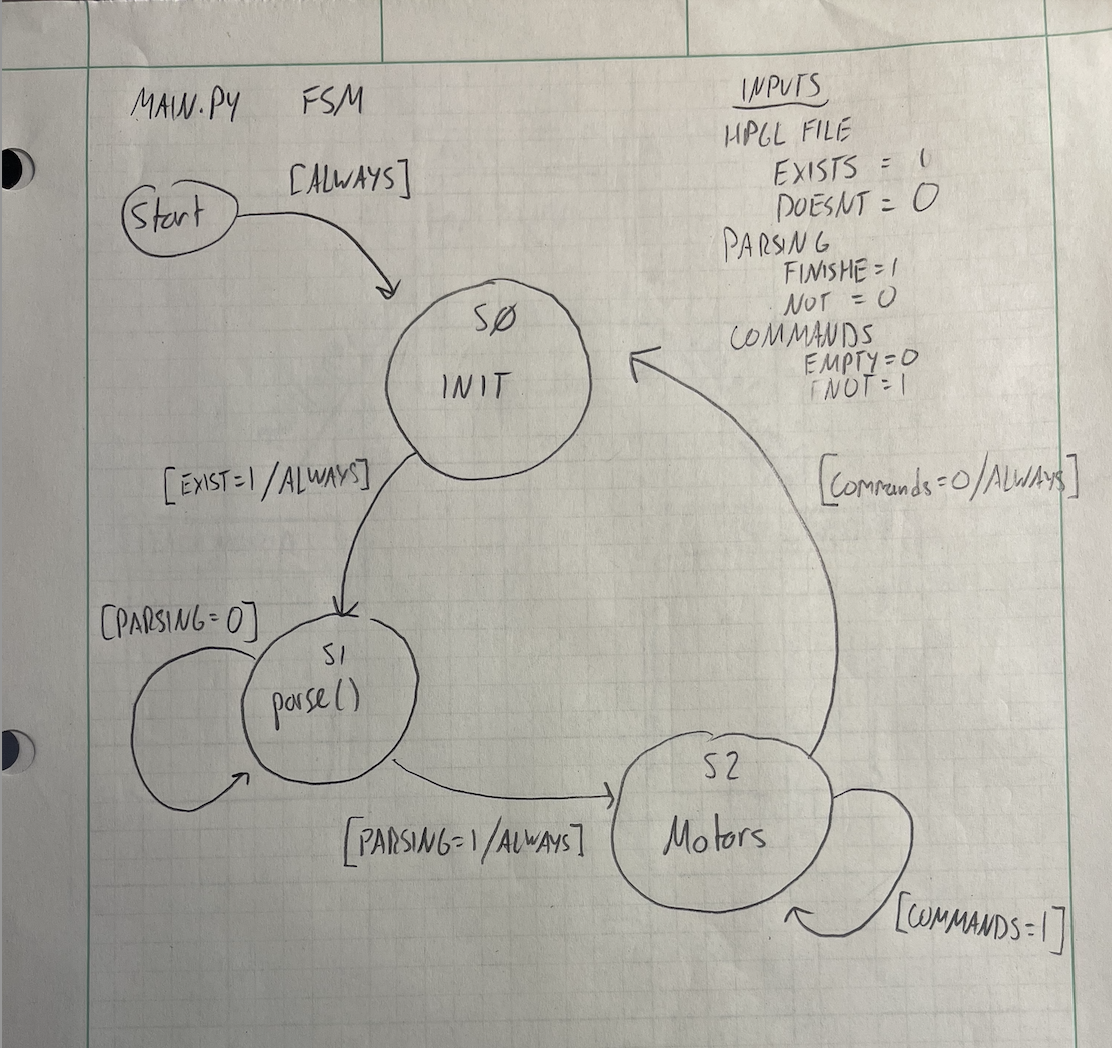 MAIN.PY FSM
INPUTS
HPGL FILE
EXISTS = 1
DOESNT = 0
PARSING
FINISHE=1
NOT = 0
COMMANDS
EMPTY=0
NOT=1
[ALWAYS]
Start
SØ
INIT
[EXIST=1/ALWAYS]
[Commands=0/ALWAYS]
[PARSING=0]
S1
parse()
S2
Motors
[PARSING=1/ALWAYS]
[COMMANDS=1]